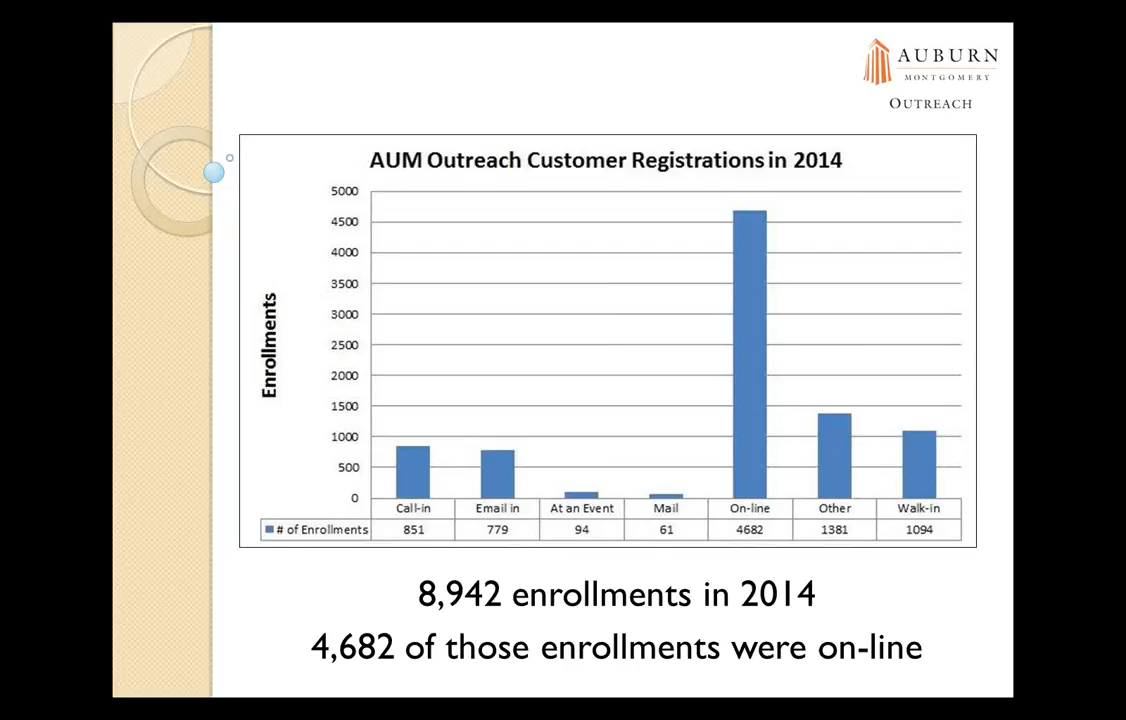 AUBURN
MONTGOMERY
OUTREACH
AUM Outreach Customer Registrations in 2014
Enrollments
5000
4500
4000
3500
3000
2500
2000
1500
1000
500
0
Call-in Email in At an Event Mail On-line Other Walk-in
# of Enrollments 851 779 94 61 4682 1381 1094
8,942 enrollments in 2014
4,682 of those enrollments were on-line